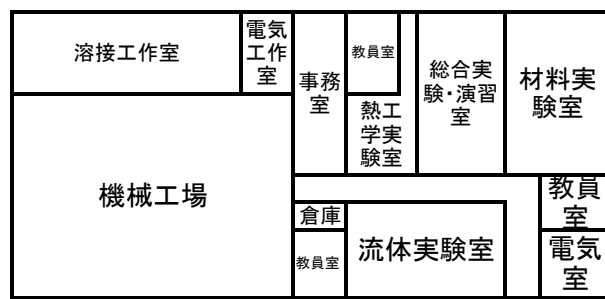 溶接工作室
電気
工作
室
事務
室
教員室
熱工
学実
験室
総合実
験・演習
室
材料実
験室
機械工場
倉庫
教員室
流体実験室
教員
室
電気
室